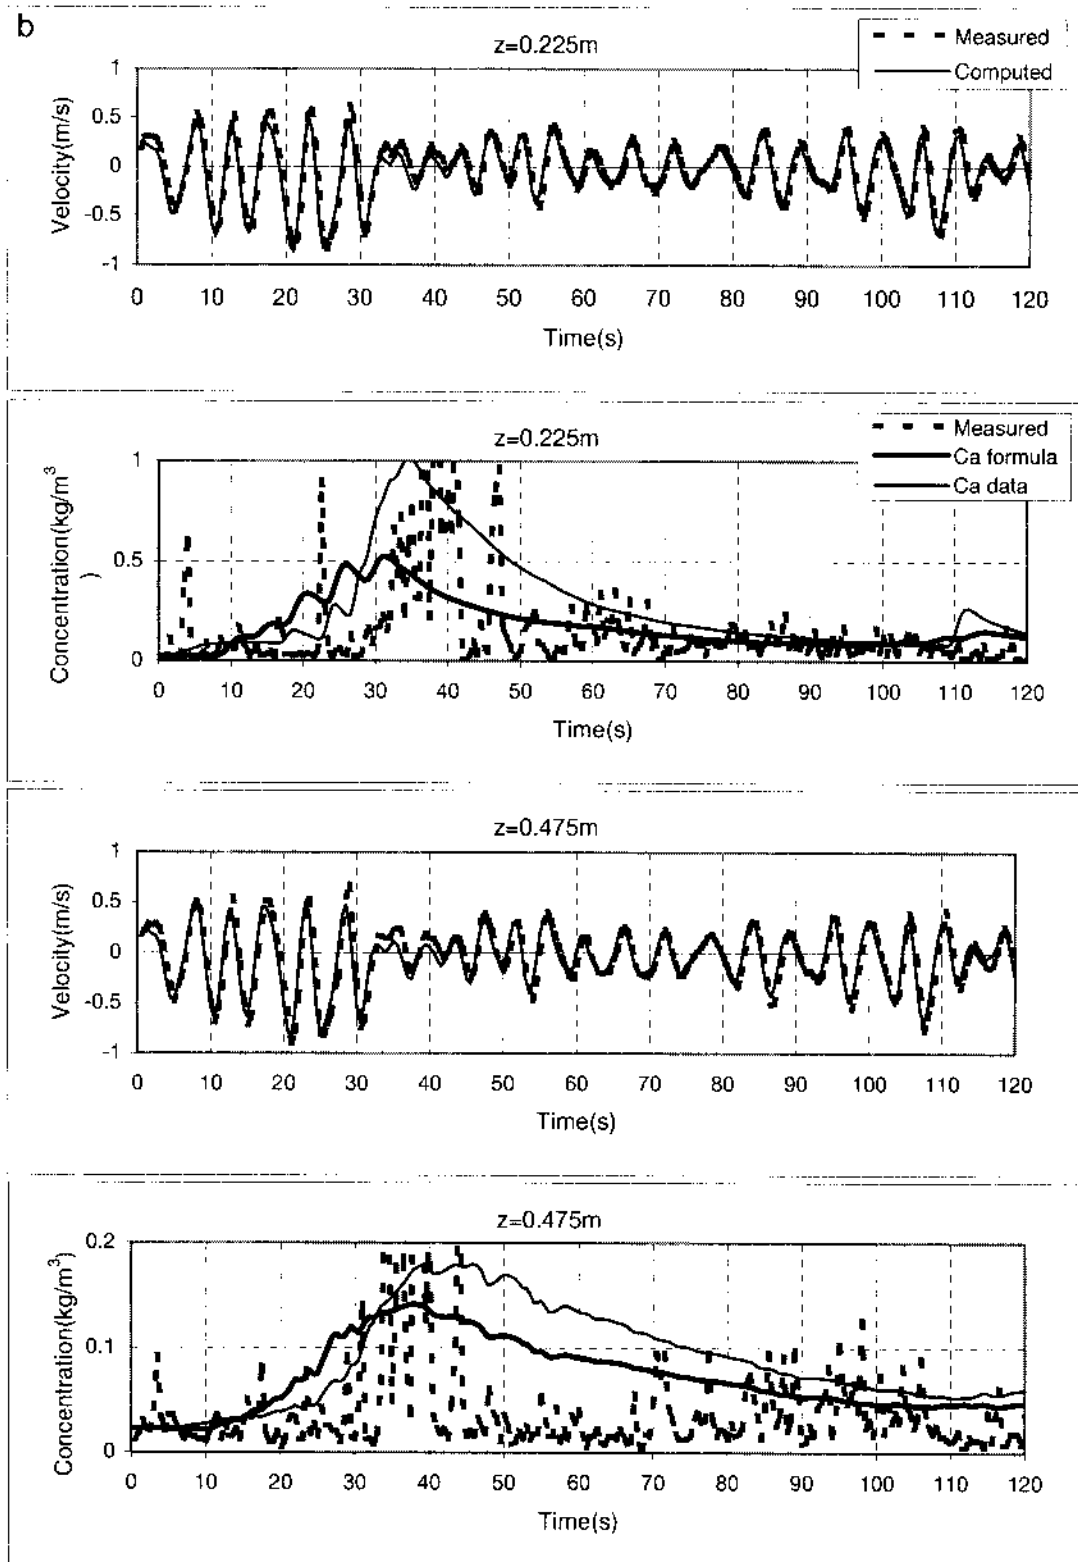 b
z=0.225m
Measured
Computed
Velocity(m/s)
1
0.5
0
-0.5
-1
0 10 20 30 40 50 60 70 80 90 100 110 120
Time(s)
z=0.225m
Measured
Ca formula
Ca data
Concentration(kg/m³
)
1
0.5
0
0 10 20 30 40 50 60 70 80 90 100 110 120
Time(s)
z=0.475m
Velocity(m/s)
1
0.5
0
-0.5
-1
0 10 20 30 40 50 60 70 80 90 100 110 120
Time(s)
z=0.475m
Concentration(kg/m³)
0.2
0.1
0
0 10 20 30 40 50 60 70 80 90 100 110 120
Time(s)